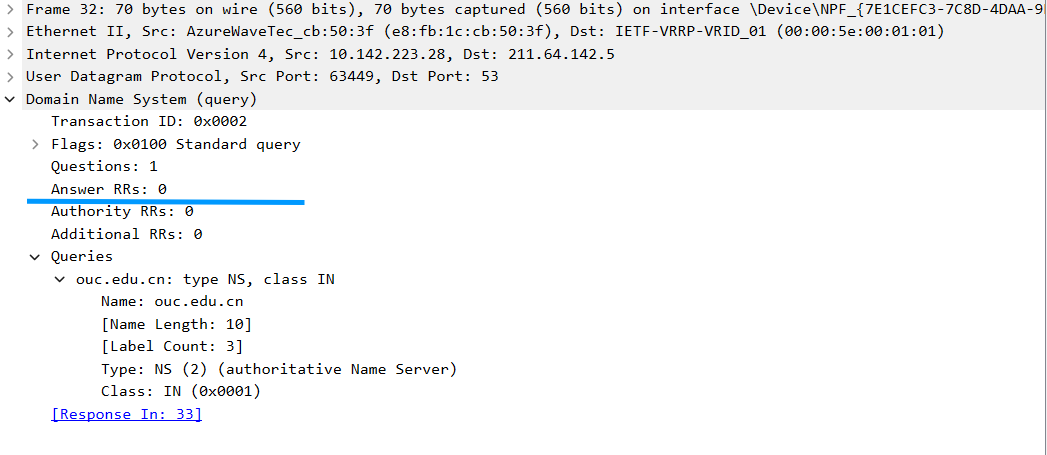 Frame 32: 70 bytes on wire (560 bits), 70 bytes captured (560 bits) on interface \Device\NPF_{7E1CEFC3-7C8D-4DAA-9
Ethernet II, Src: AzureWaveTec_cb:50:3f (e8:fb:1c:cb:50:3f), Dst: IETF-VRRP-VRID_01 (00:00:5e:00:01:01)
Internet Protocol Version 4, Src: 10.142.223.28, Dst: 211.64.142.5
User Datagram Protocol, Src Port: 63449, Dst Port: 53
Domain Name System (query)
Transaction ID: 0x0002
Flags: 0x0100 Standard query
Questions: 1
Answer RRs: 0
Authority RRs: 0
Additional RRs: 0
Queries
ouc.edu.cn: type NS, class IN
Name: ouc.edu.cn
[Name Length: 10]
[Label Count: 3]
Type: NS (2) (authoritative Name Server)
Class: IN (0x0001)
[Response In: 33]